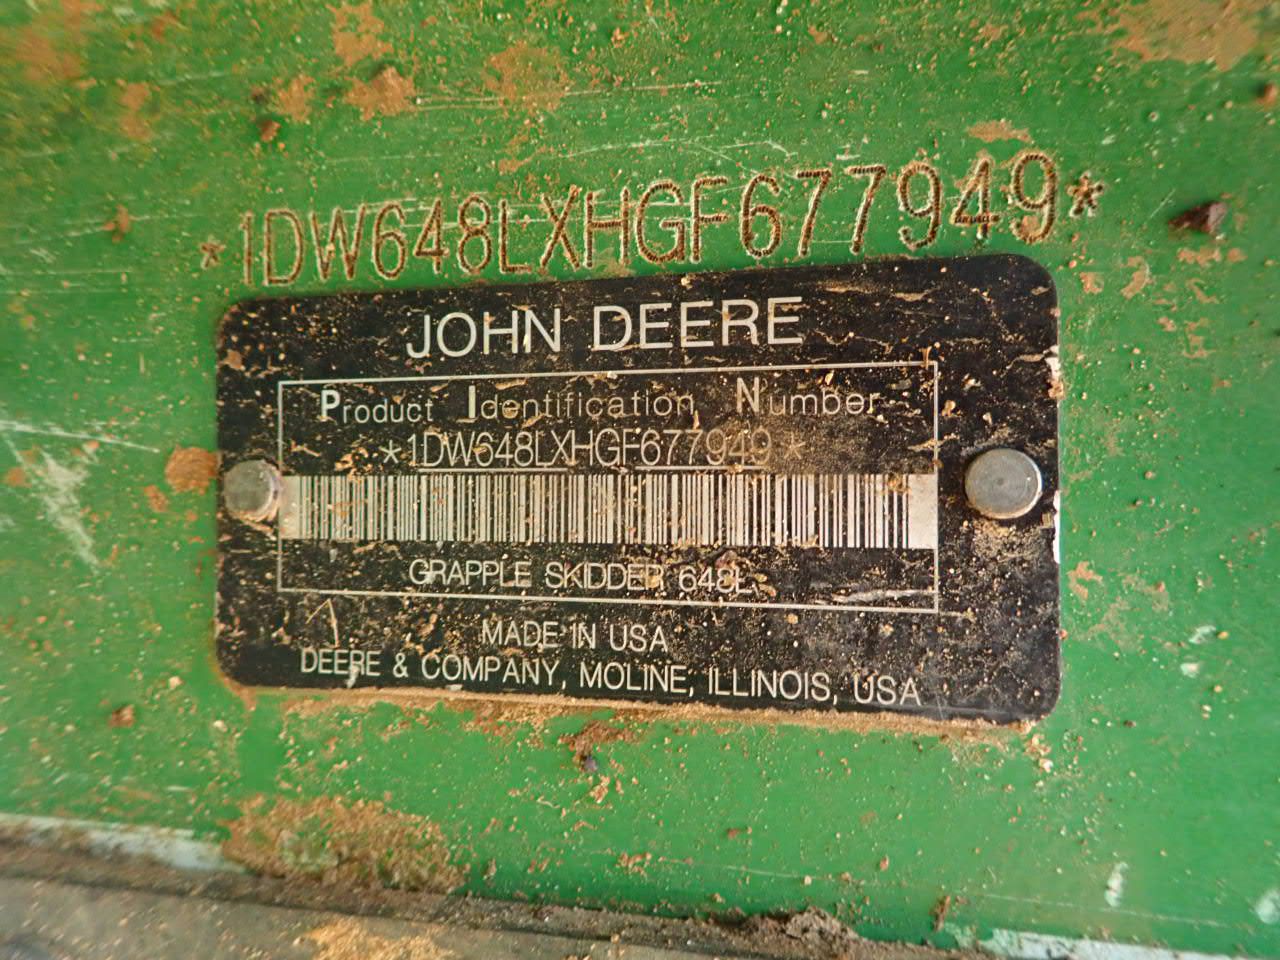 *1DW648LXHGF677949*
JOHN DEERE
Product Identification Number
*1DW648LXHGF677949*
GRAPPLE SKIDDER 648L
MADE IN USA
DEERE & COMPANY, MOLINE, ILLINOIS, USA